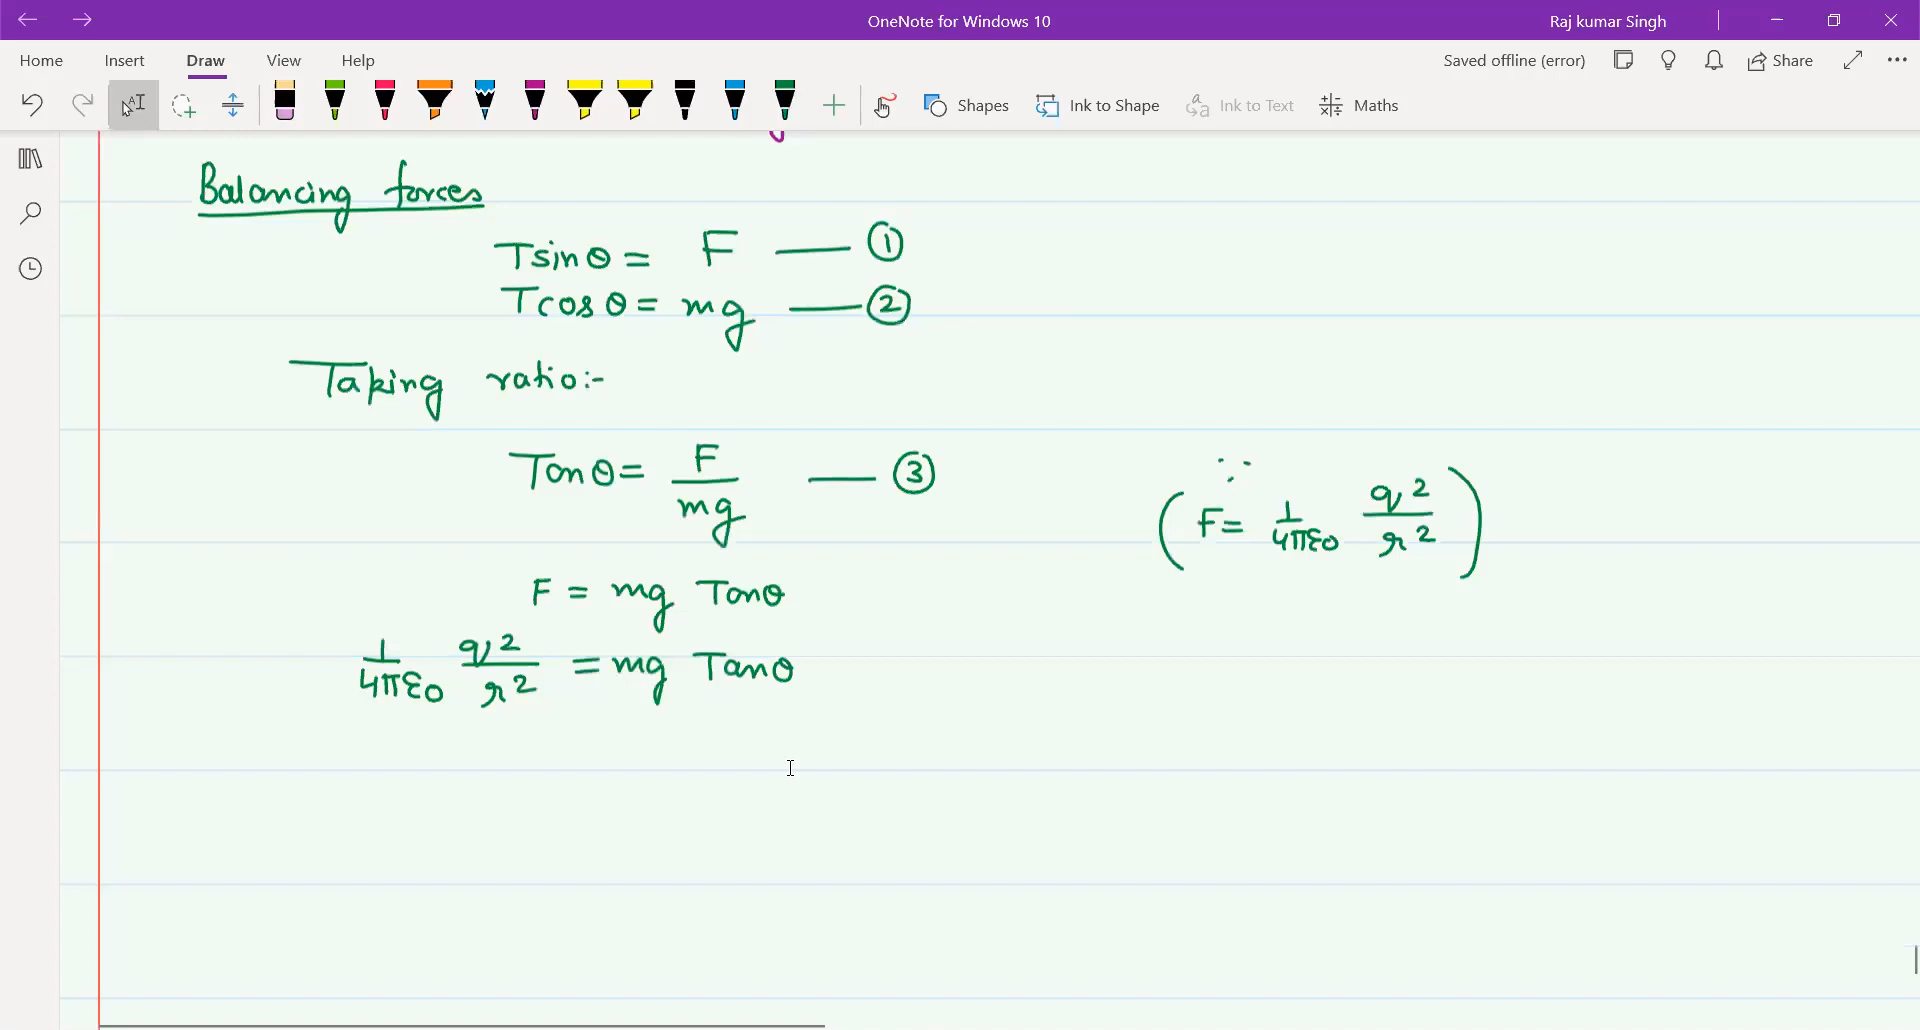 OneNote for Windows 10
Raj kumar Singh
Home Insert Draw View Help
Saved offline (error) Share
Shapes Ink to Shape Ink to Text Maths
Balancing forces
Tsinθ = F —— ①
Tcosθ = mg —— ②
Taking ratio:-
Tanθ = F/mg —— ③
∵
(F = 1/4πε0 q²/r²)
F = mg Tanθ
1/4πε0 q²/r² = mg Tanθ